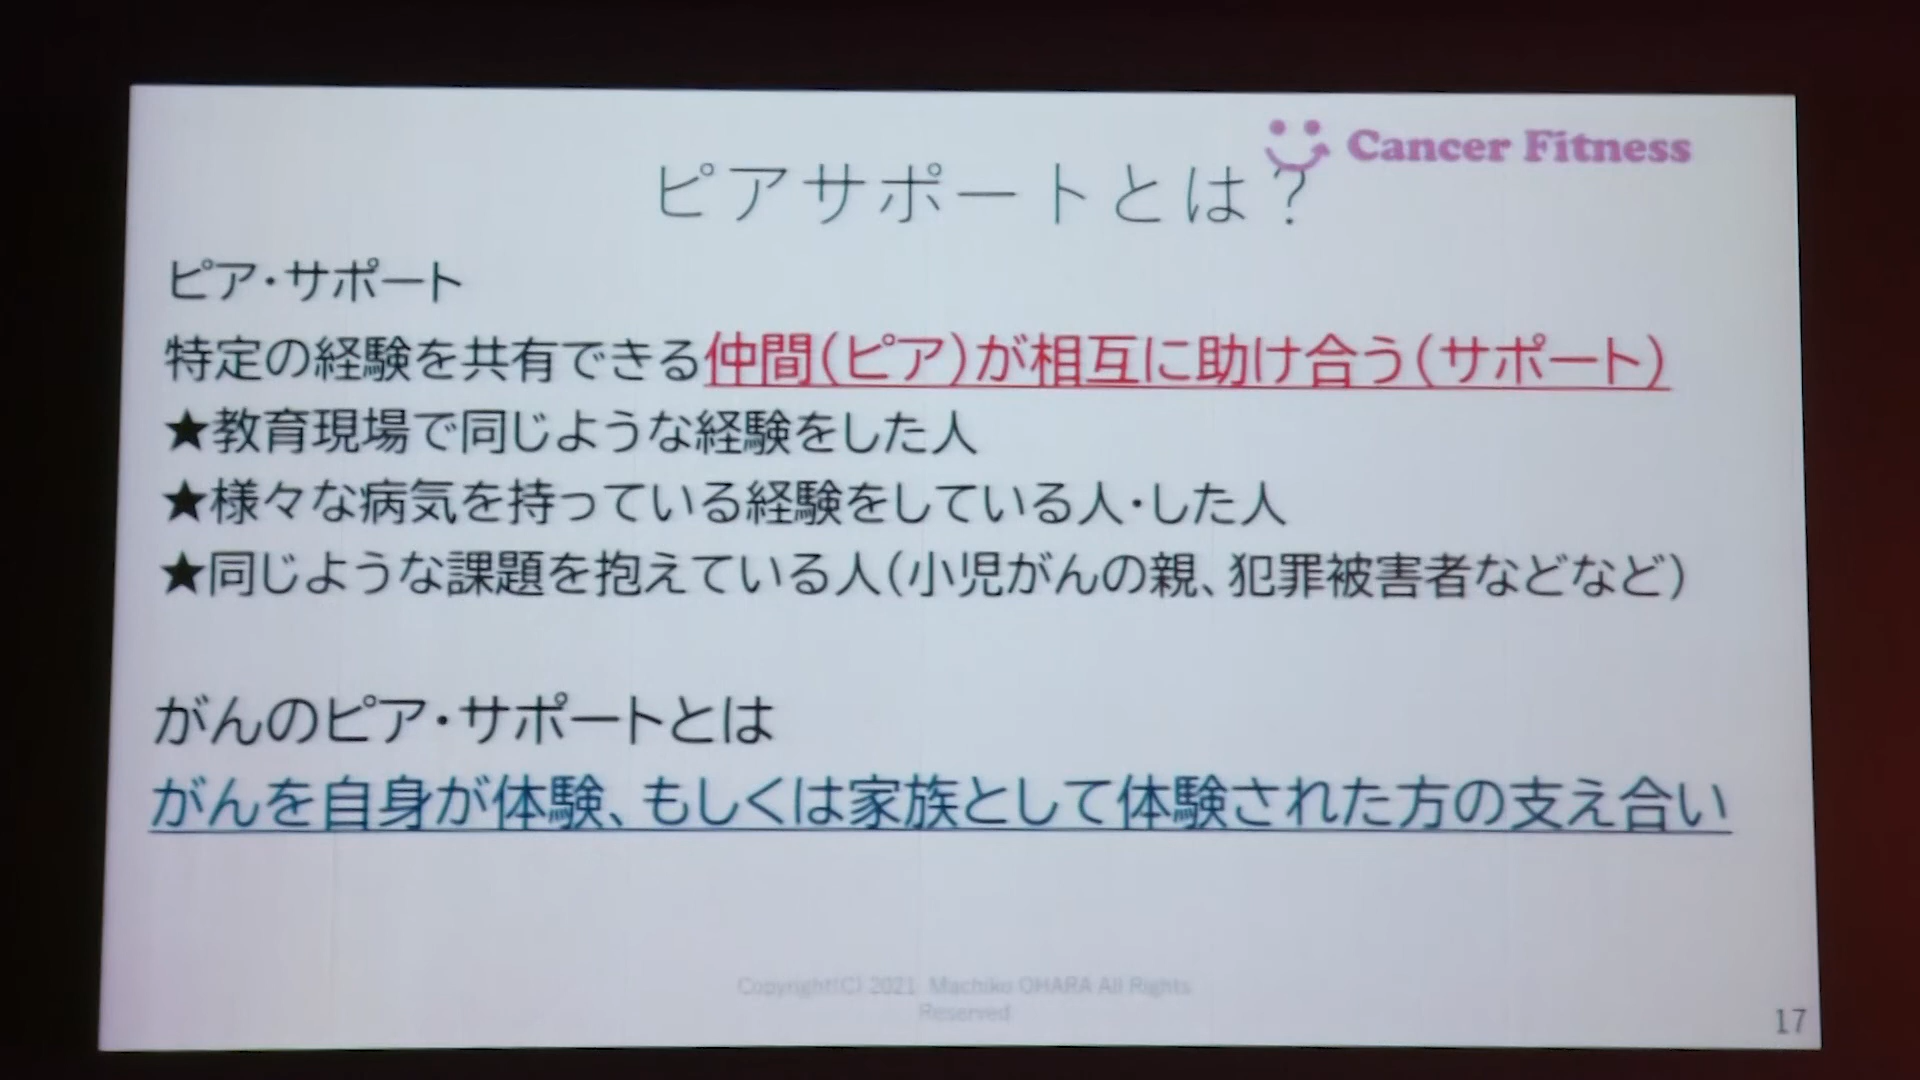 Cancer Fitness
ピアサポートとは？
ピア・サポート
特定の経験を共有できる仲間（ピア）が相互に助け合う（サポート）
★教育現場で同じような経験をした人
★様々な病気を持っている経験をしている人・した人
★同じような課題を抱えている人（小児がんの親、犯罪被害者などなど）
がんのピア・サポートとは
がんを自身が体験、もしくは家族として体験された方の支え合い
Copyright(C) 2021 Machiko OHARA All Rights
Reserved
17